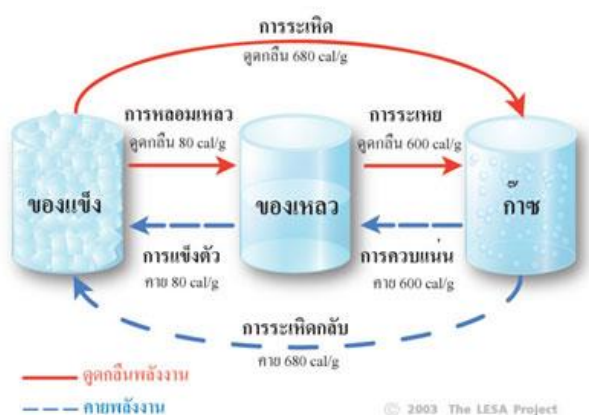 การระเหิด
ดูดกลืน 680 cal/g
การหลอมเหลว
ดูดกลืน 80 cal/g
การระเหย
ดูดกลืน 600 cal/g
ของแข็ง
ของเหลว
ก๊าซ
การแข็งตัว
คาย 80 cal/g
การควบแน่น
คาย 600 cal/g
การระเหิดกลับ
คาย 680 cal/g
ดูดกลืนพลังงาน
คายพลังงาน
© 2003 The LESA Project